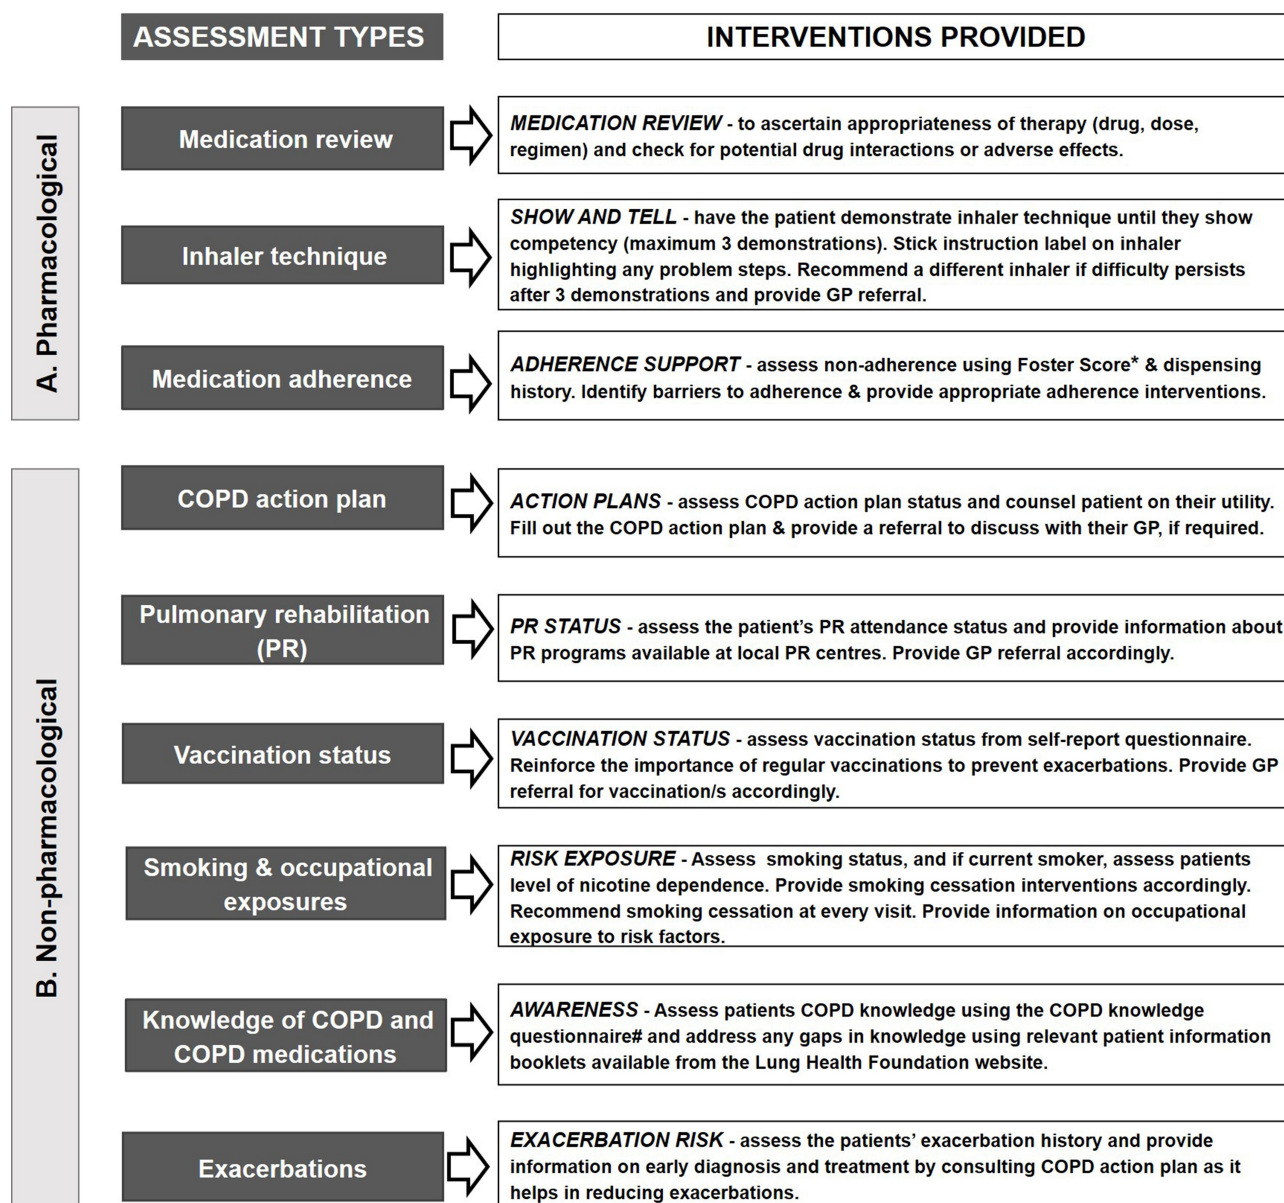 ASSESSMENT TYPES
INTERVENTIONS PROVIDED
A. Pharmacological
Medication review
MEDICATION REVIEW - to ascertain appropriateness of therapy (drug, dose,
regimen) and check for potential drug interactions or adverse effects.
Inhaler technique
SHOW AND TELL - have the patient demonstrate inhaler technique until they show
competency (maximum 3 demonstrations). Stick instruction label on inhaler
highlighting any problem steps. Recommend a different inhaler if difficulty persists
after 3 demonstrations and provide GP referral.
Medication adherence
ADHERENCE SUPPORT - assess non-adherence using Foster Score* & dispensing
history. Identify barriers to adherence & provide appropriate adherence interventions.
B. Non-pharmacological
COPD action plan
ACTION PLANS - assess COPD action plan status and counsel patient on their utility.
Fill out the COPD action plan & provide a referral to discuss with their GP, if required.
Pulmonary rehabilitation
(PR)
PR STATUS - assess the patient’s PR attendance status and provide information about
PR programs available at local PR centres. Provide GP referral accordingly.
Vaccination status
VACCINATION STATUS - assess vaccination status from self-report questionnaire.
Reinforce the importance of regular vaccinations to prevent exacerbations. Provide GP
referral for vaccination/s accordingly.
Smoking & occupational
exposures
RISK EXPOSURE - Assess  smoking status, and if current smoker, assess patients
level of nicotine dependence. Provide smoking cessation interventions accordingly.
Recommend smoking cessation at every visit. Provide information on occupational
exposure to risk factors.
Knowledge of COPD and
COPD medications
AWARENESS - Assess patients COPD knowledge using the COPD knowledge
questionnaire# and address any gaps in knowledge using relevant patient information
booklets available from the Lung Health Foundation website.
Exacerbations
EXACERBATION RISK - assess the patients’ exacerbation history and provide
information on early diagnosis and treatment by consulting COPD action plan as it
helps in reducing exacerbations.